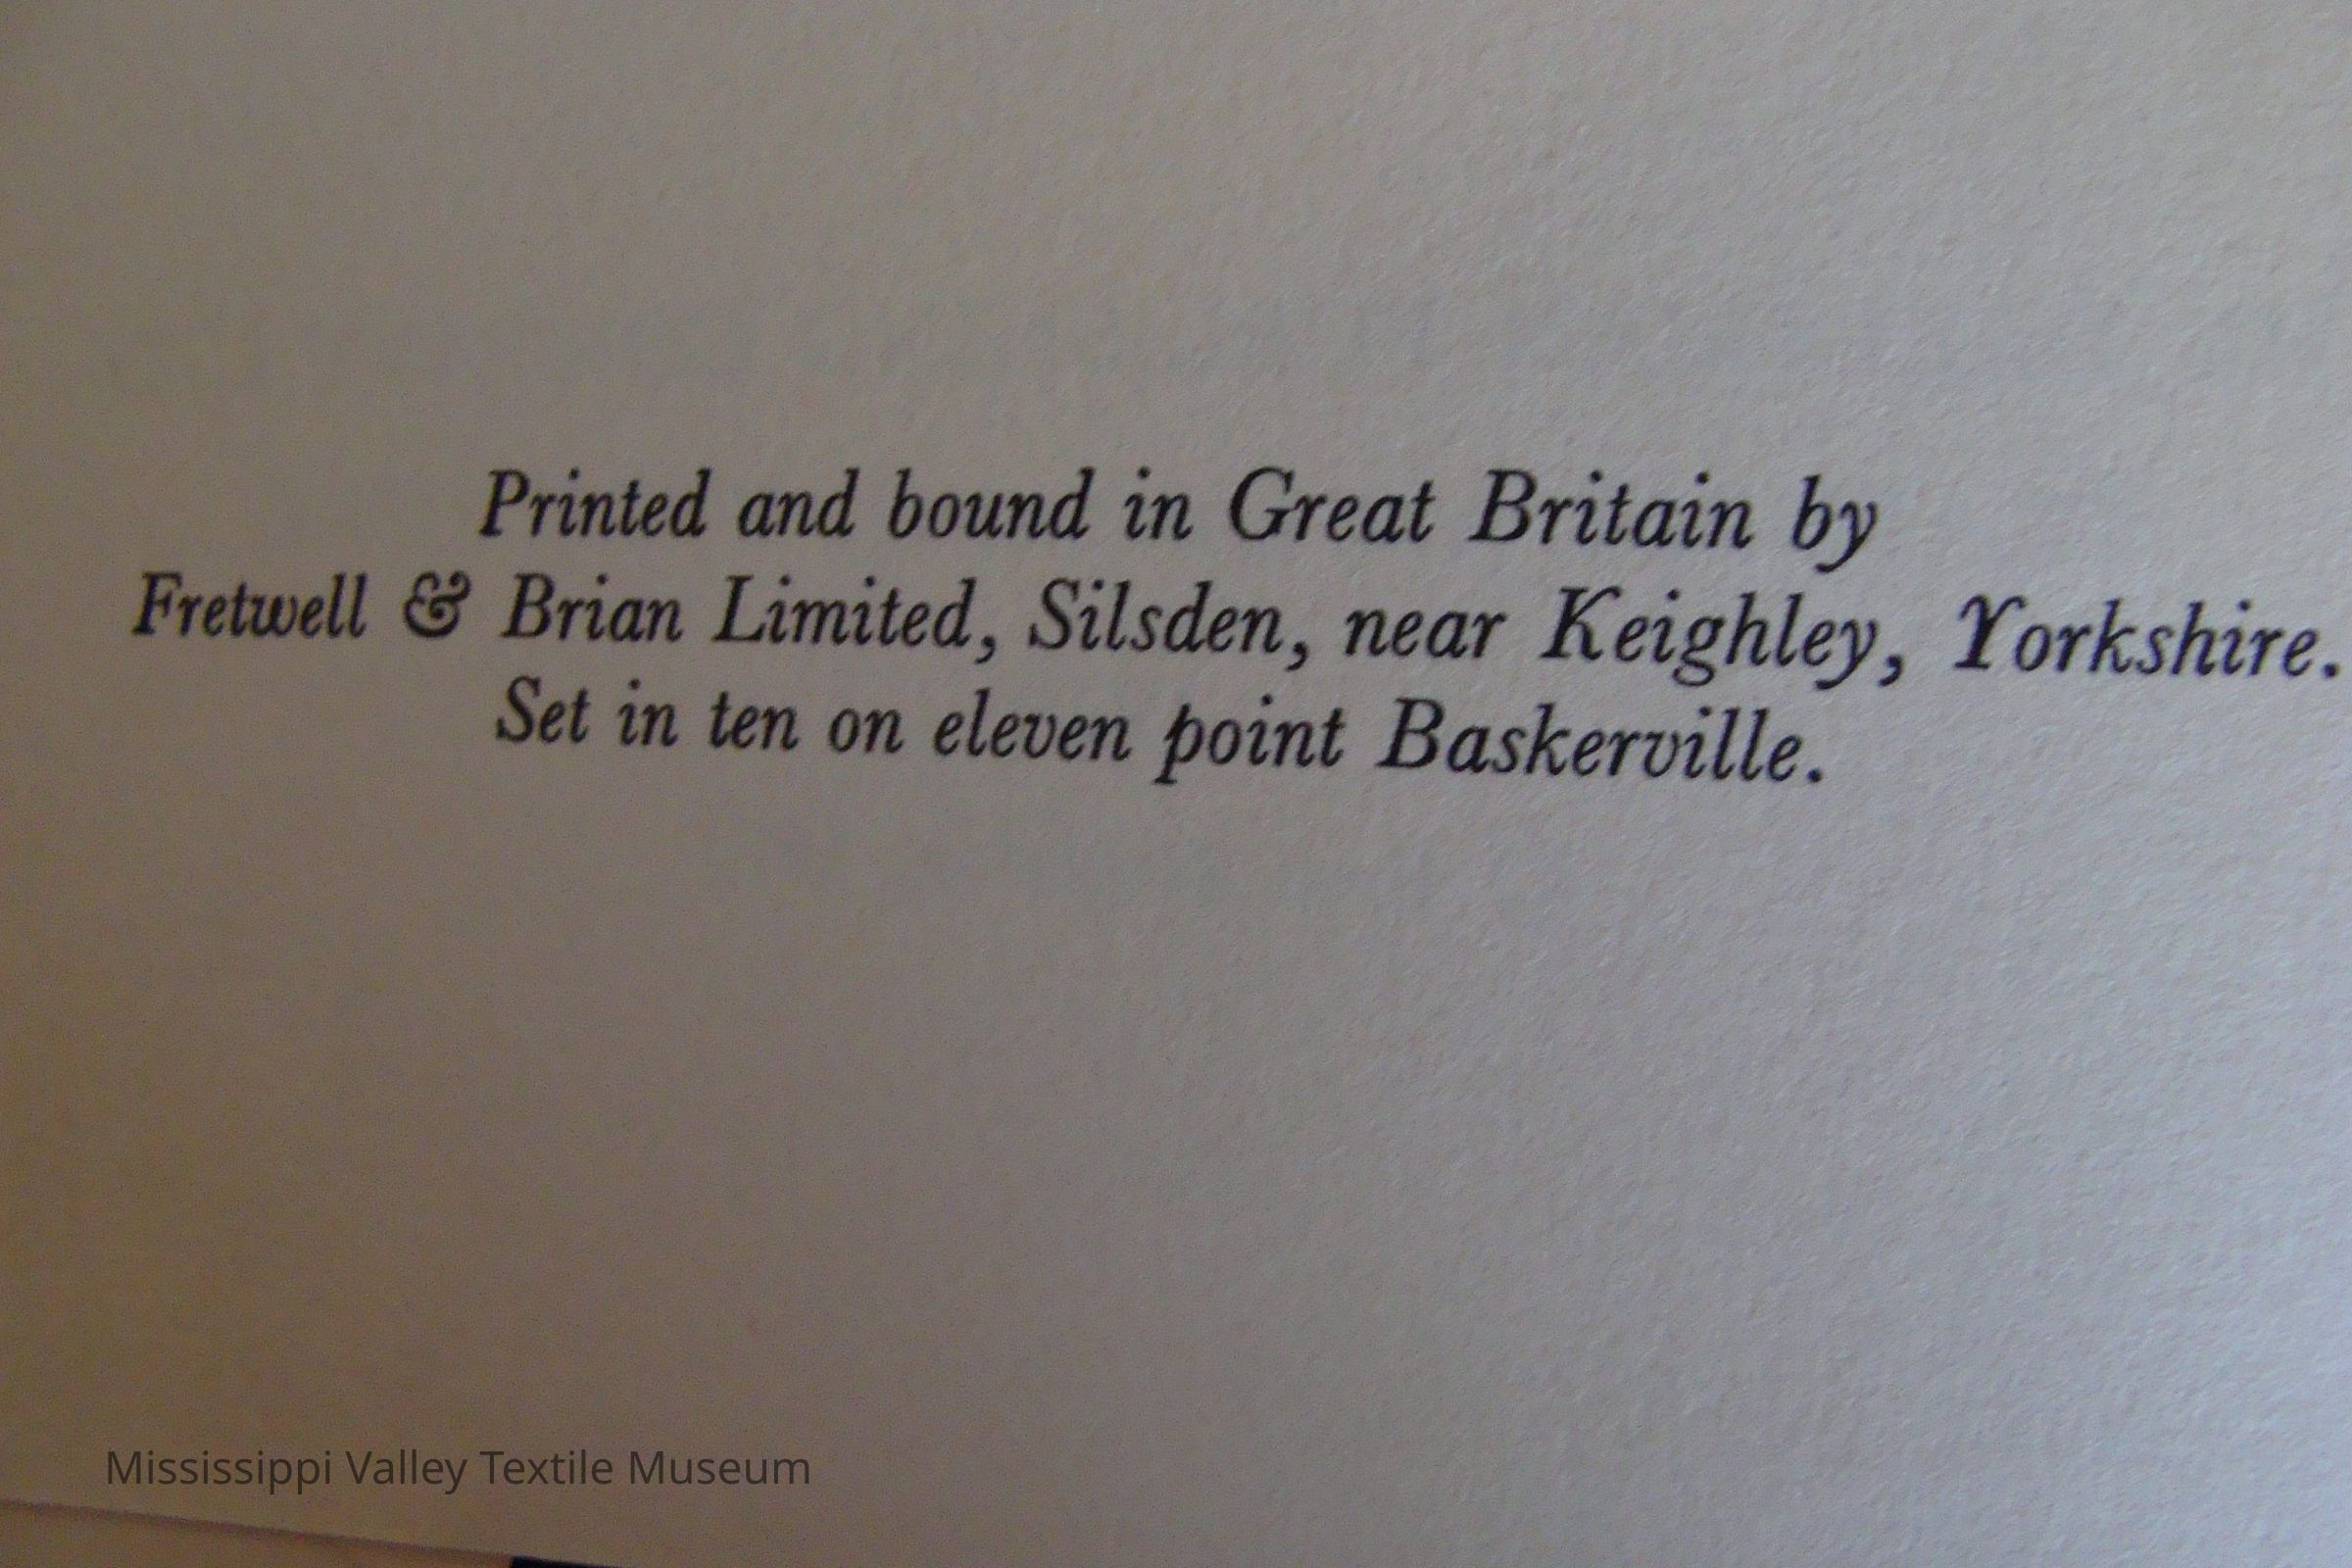 Printed and bound in Great Britain by
Fretwell & Brian Limited, Silsden, near Keighley, Yorkshire.
Set in ten on eleven point Baskerville.
Mississippi Valley Textile Museum